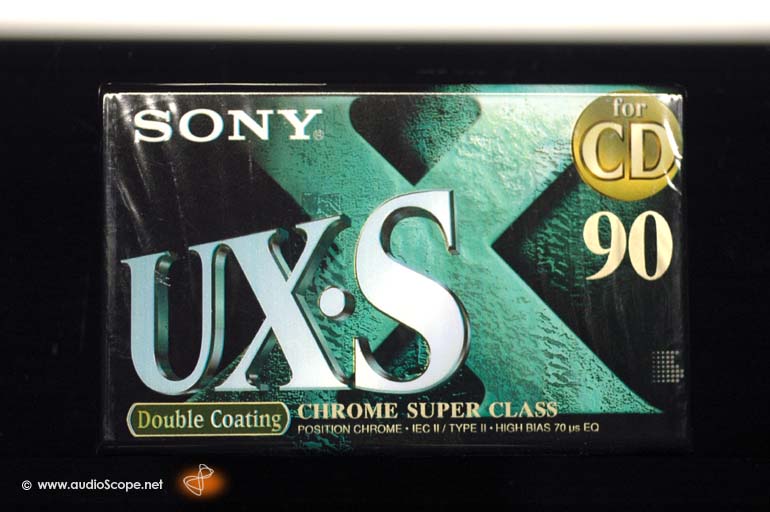 SONY®
for
CD
90
UX·S
Double Coating
CHROME SUPER CLASS
POSITION CHROME • IEC II / TYPE II • HIGH BIAS 70 µs EQ
© www.audioScope.net